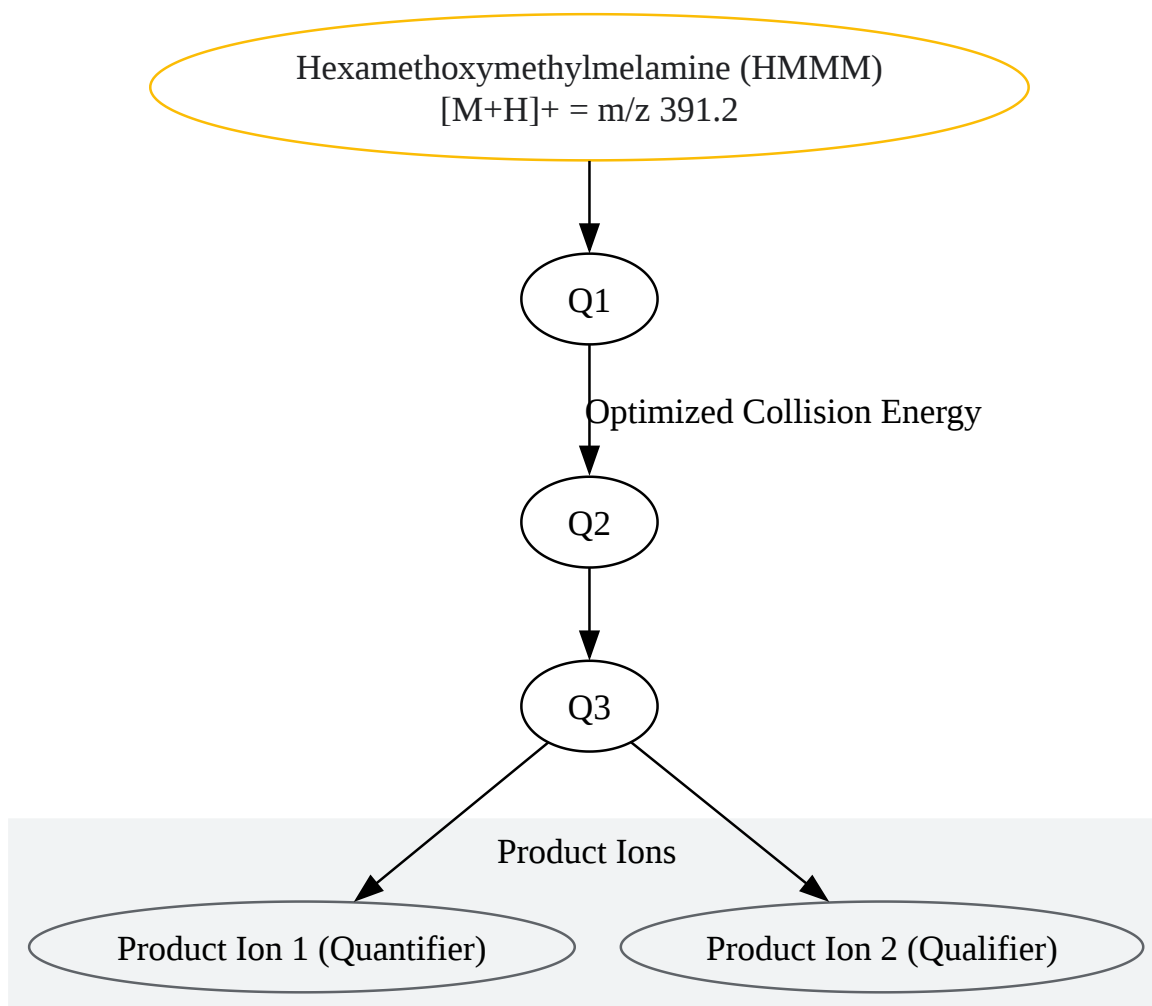 Hexamethoxymethylmelamine (HMMM)
[M+H]+ = m/z 391.2
Q1
Optimized Collision Energy
Q2
Q3
Product Ions
Product Ion 1 (Quantifier)
Product Ion 2 (Qualifier)